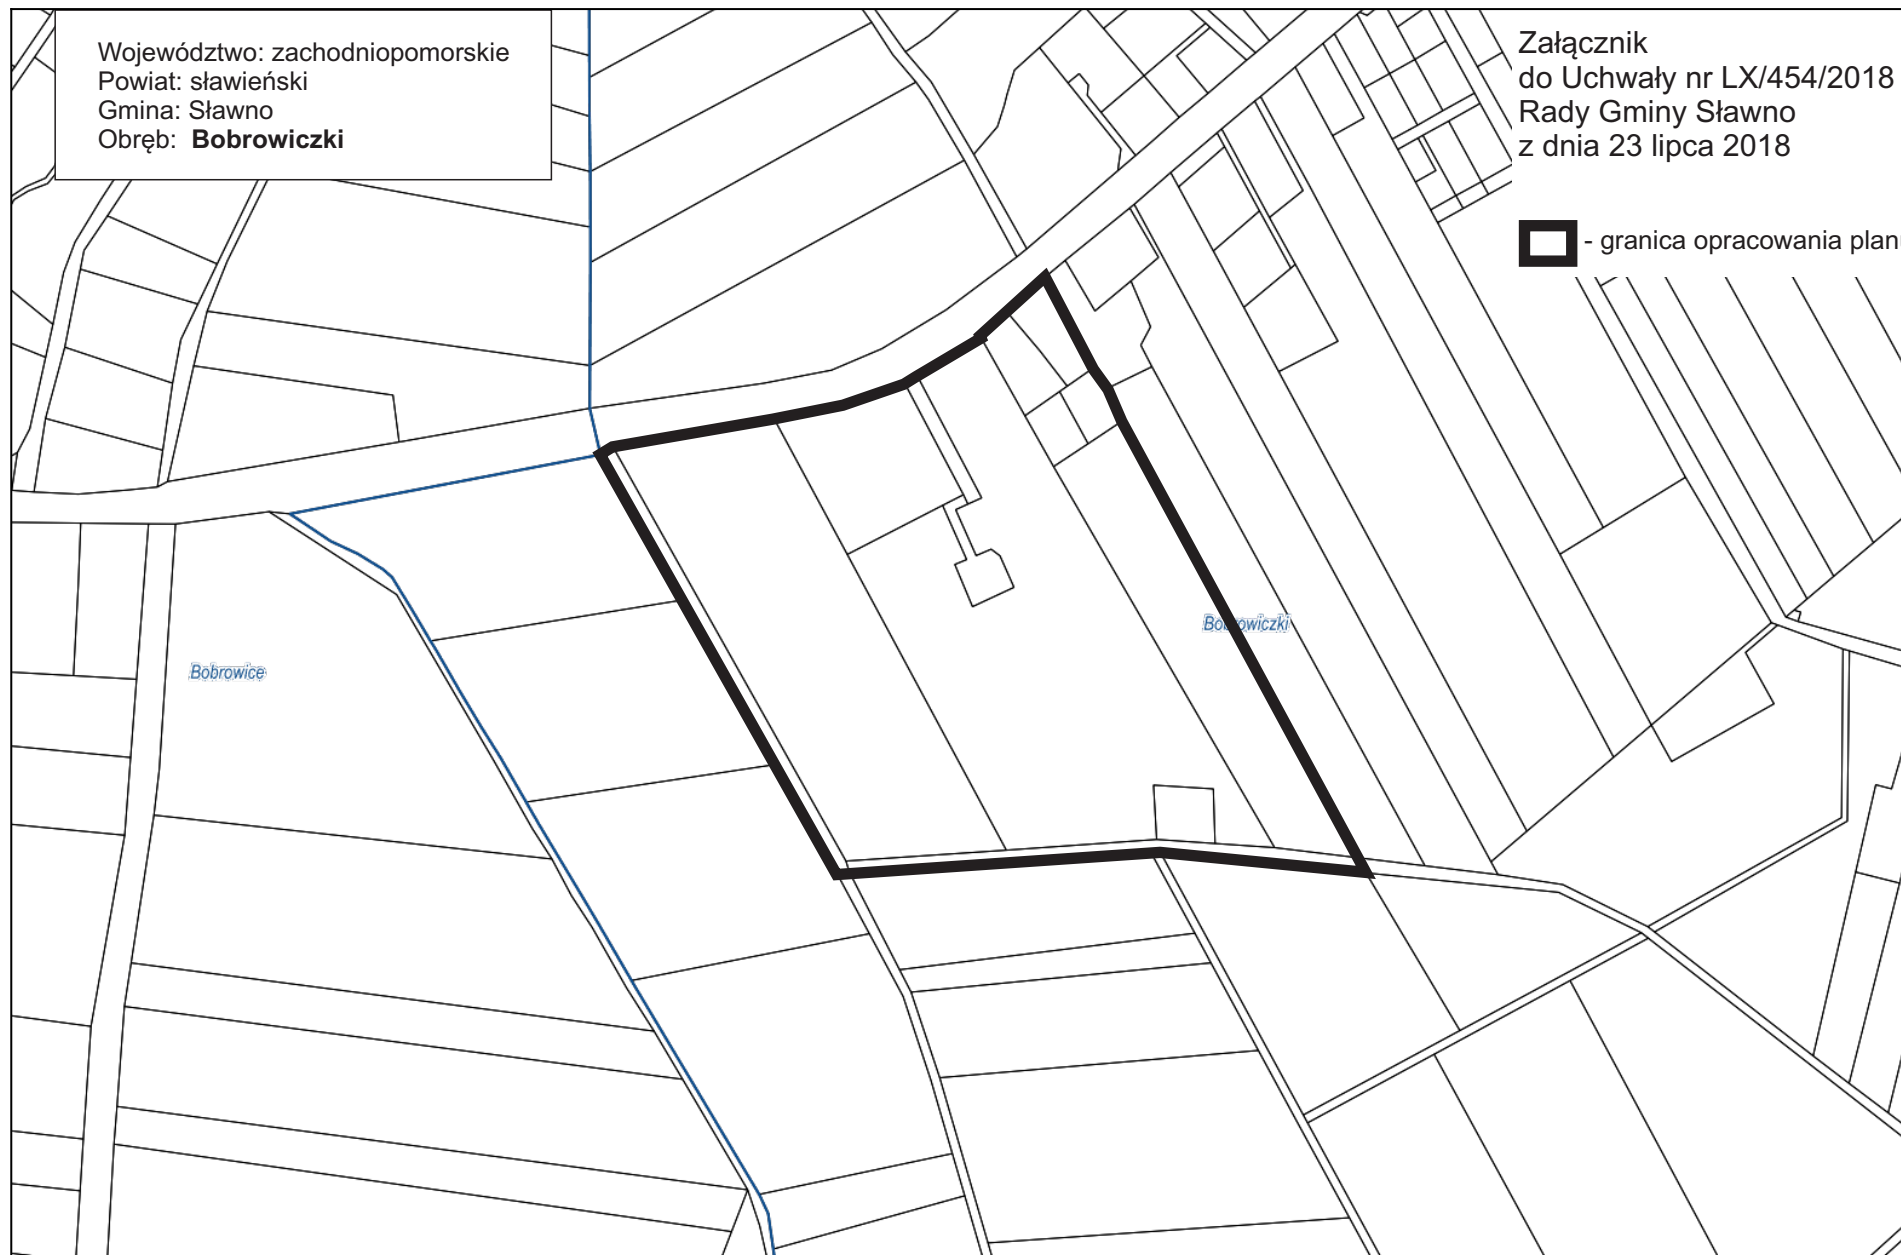 Województwo: zachodniopomorskie
Powiat: sławieński
Gmina: Sławno
Obręb: Bobrowiczki
Załącznik
do Uchwały nr LX/454/2018
Rady Gminy Sławno
z dnia 23 lipca 2018
- granica opracowania plan
Bobrowiczki
Bobrowice